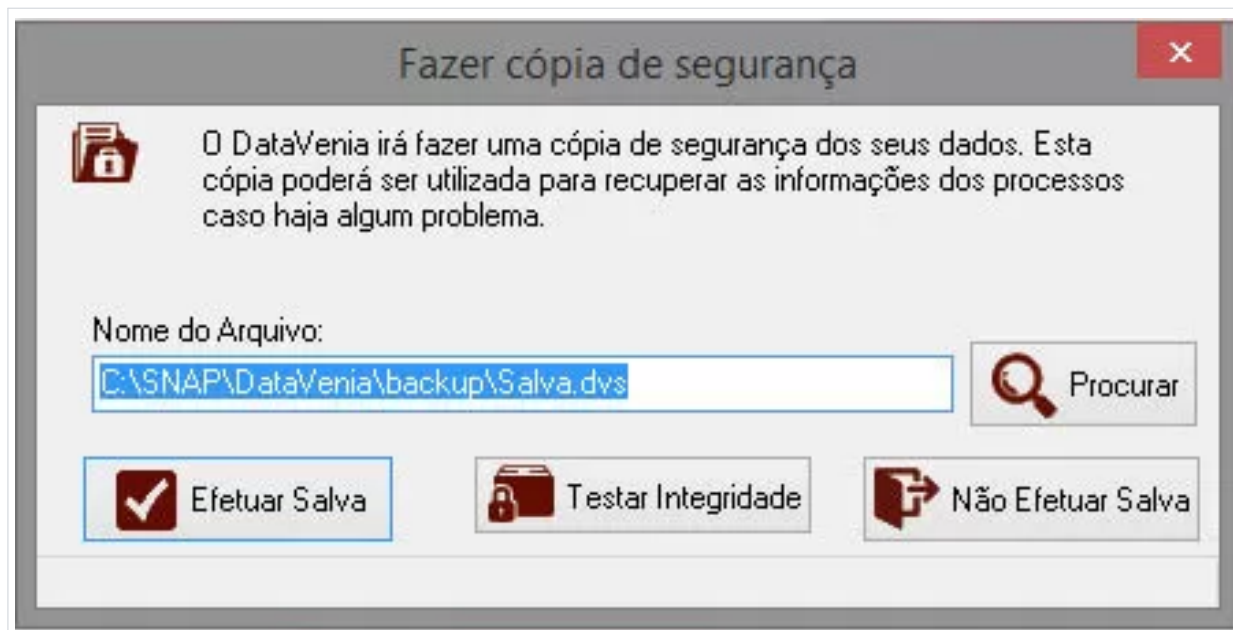 Fazer cópia de segurança
O DataVenia irá fazer uma cópia de segurança dos seus dados. Esta
cópia poderá ser utilizada para recuperar as informações dos processos
caso haja algum problema.
Nome do Arquivo:
C:\SNAP\DataVenia\backup\Salva.dvs
Procurar
Efetuar Salva
Testar Integridade
Não Efetuar Salva